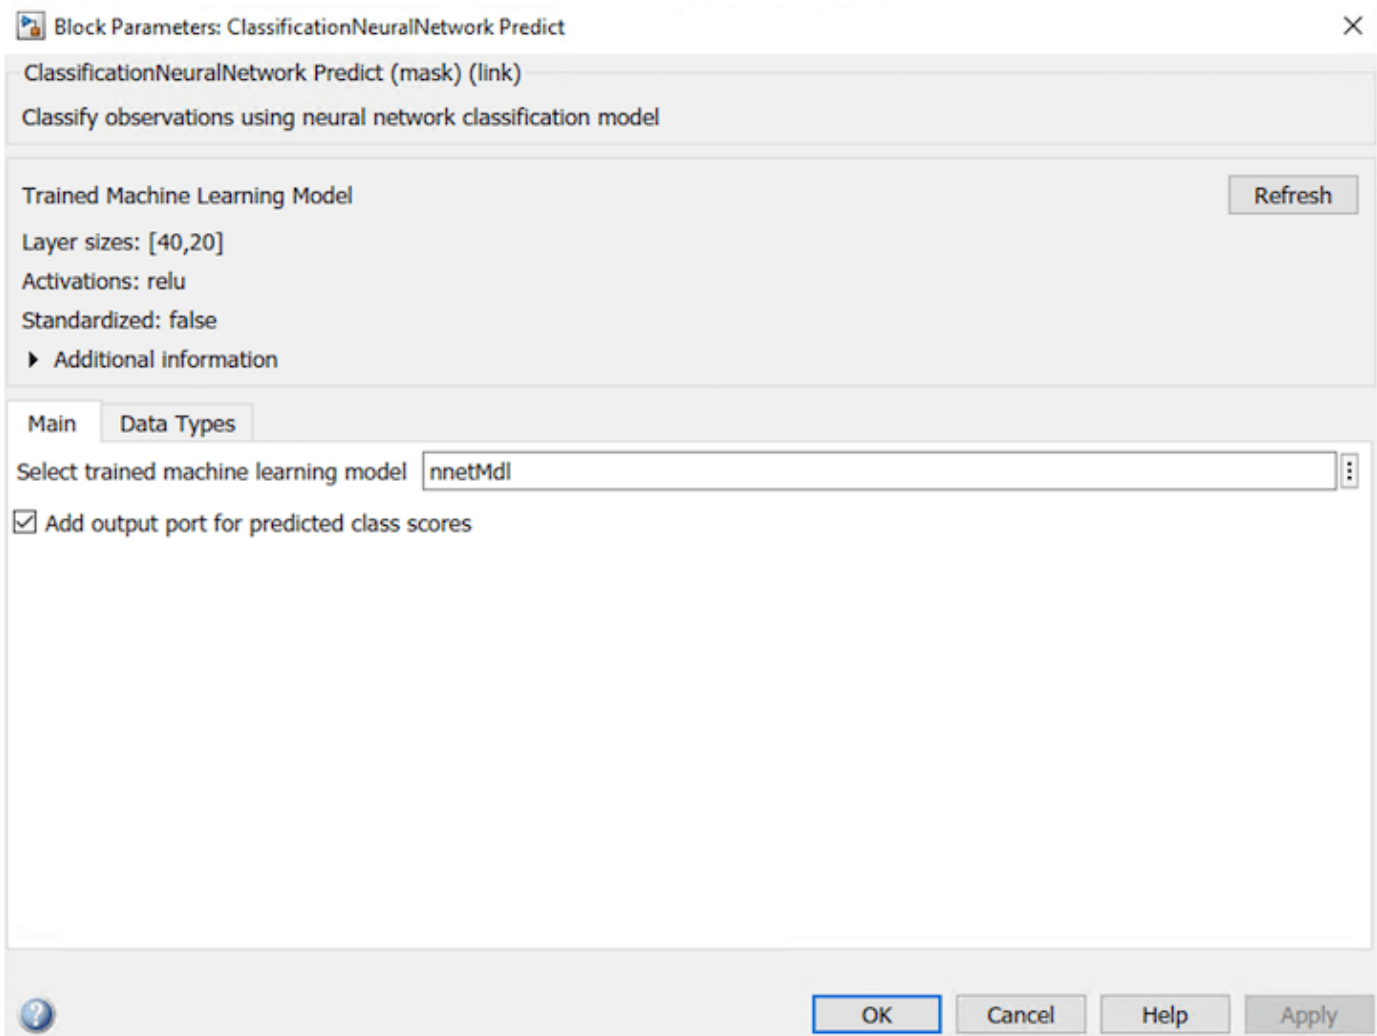 Block Parameters: ClassificationNeuralNetwork Predict
ClassificationNeuralNetwork Predict (mask) (link)
Classify observations using neural network classification model
Trained Machine Learning Model
Refresh
Layer sizes: [40,20]
Activations: relu
Standardized: false
Additional information
Main Data Types
Select trained machine learning model nnetMdl
Add output port for predicted class scores
OK Cancel Help Apply